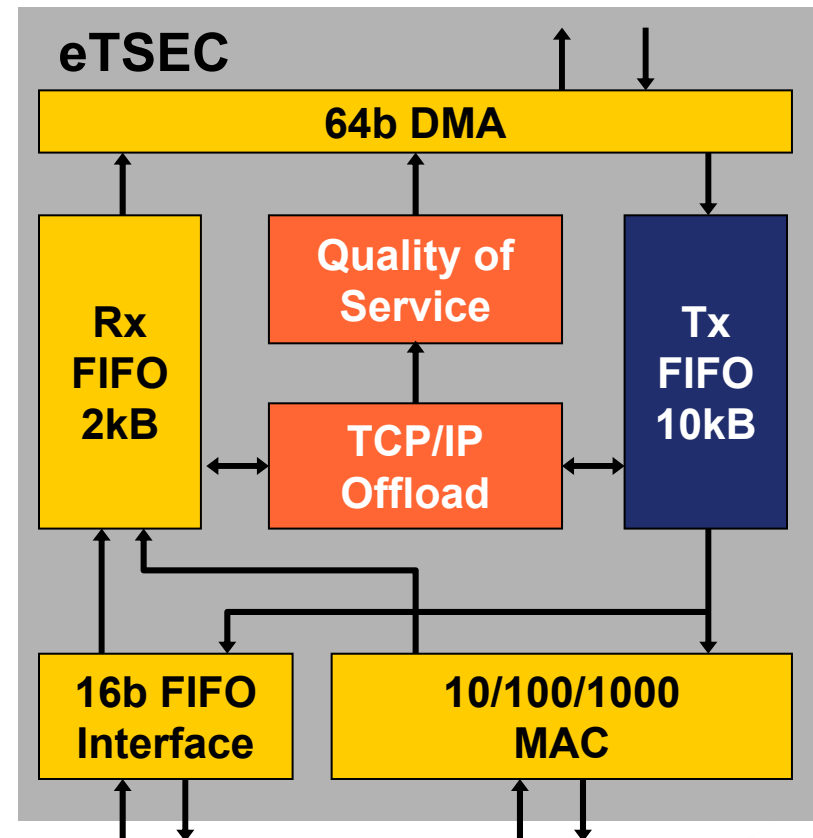 eTSEC
64b DMA
Rx
FIFO
2kB
Quality of
Service
Tx
FIFO
10kB
TCP/IP
Offload
16b FIFO
Interface
10/100/1000
MAC